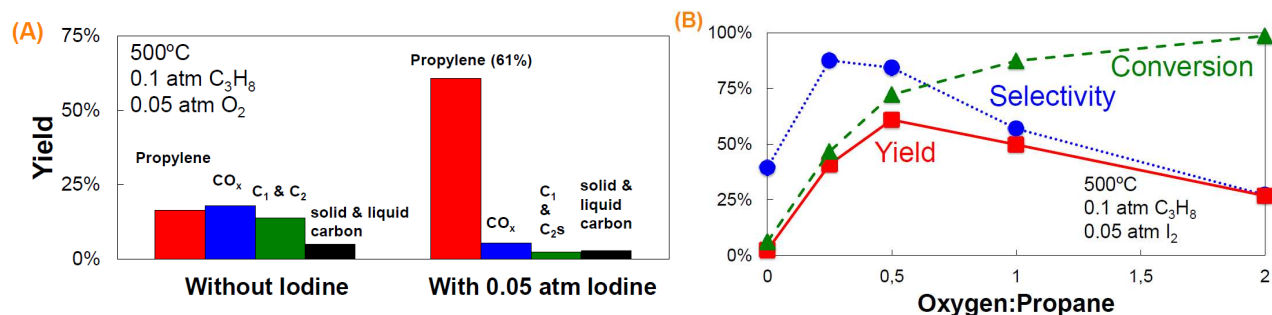 (A)
75%
50%
25%
0%
Yield
500ºC
0.1 atm C₃H₈
0.05 atm O₂
Propylene
COₓ
C₁ & C₂
solid & liquid
carbon
Propylene (61%)
COₓ
C₁
&
C₂s
solid &
liquid
carbon
Without Iodine
With 0.05 atm Iodine
(B)
100%
75%
50%
25%
0%
Conversion
Selectivity
Yield
500ºC
0.1 atm C₃H₈
0.05 atm I₂
0 0,5 1 1,5 2
Oxygen:Propane